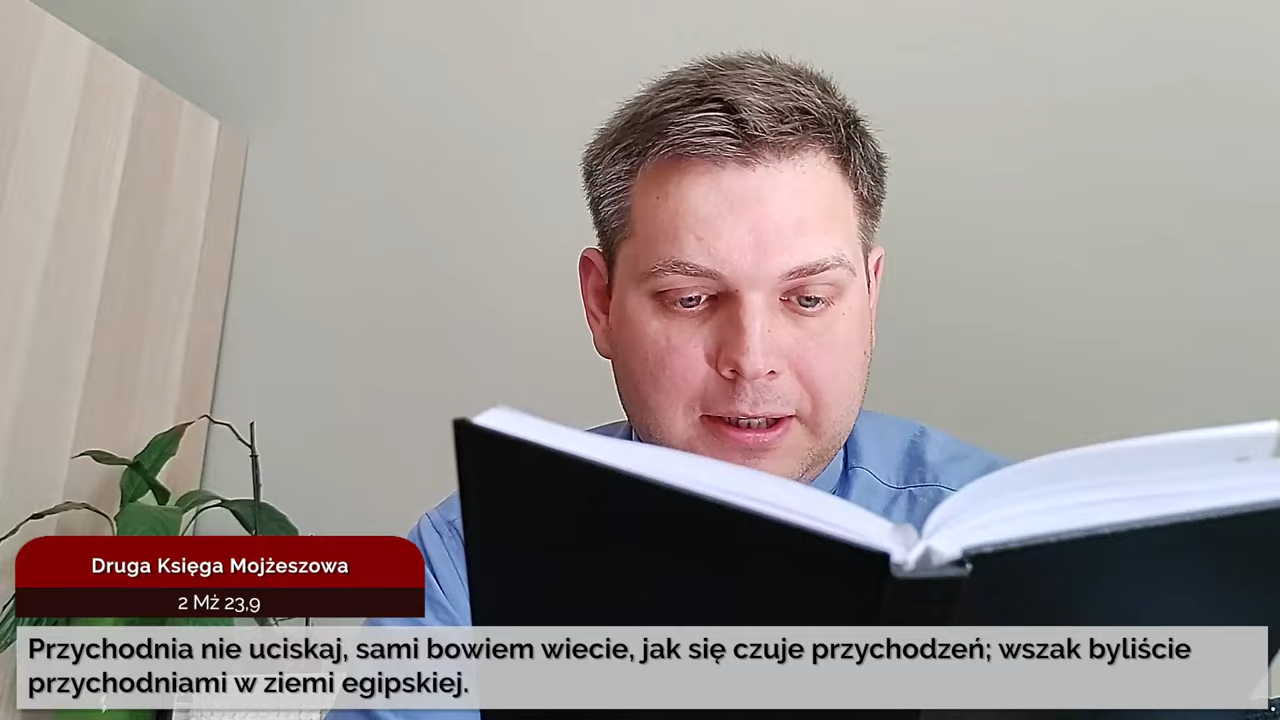 Druga Księga Mojżeszowa
2 Mż 23,9
Przychodnia nie uciskaj, sami bowiem wiecie, jak się czuje przychodzeń; wszak byliście
przychodniami w ziemi egipskiej.